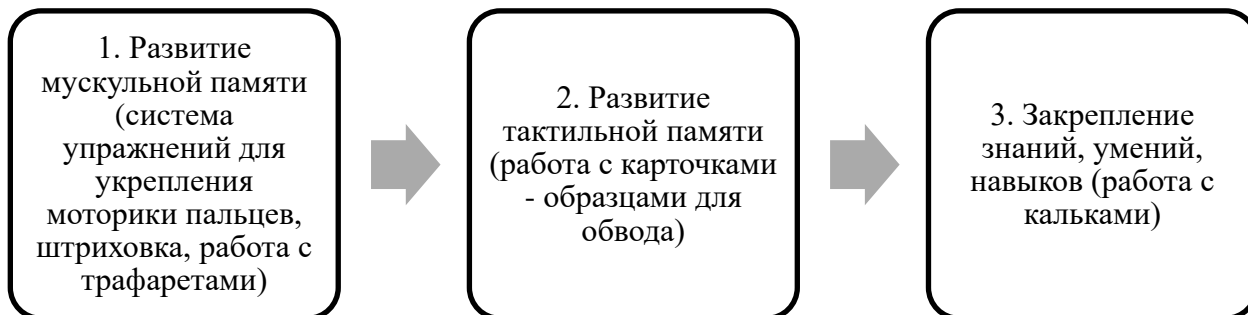 1. Развитие
мускульной памяти
(система
упражнений для
укрепления
моторики пальцев,
штриховка, работа с
трафаретами)
2. Развитие
тактильной памяти
(работа с карточками
- образцами для
обвода)
3. Закрепление
знаний, умений,
навыков (работа с
кальками)